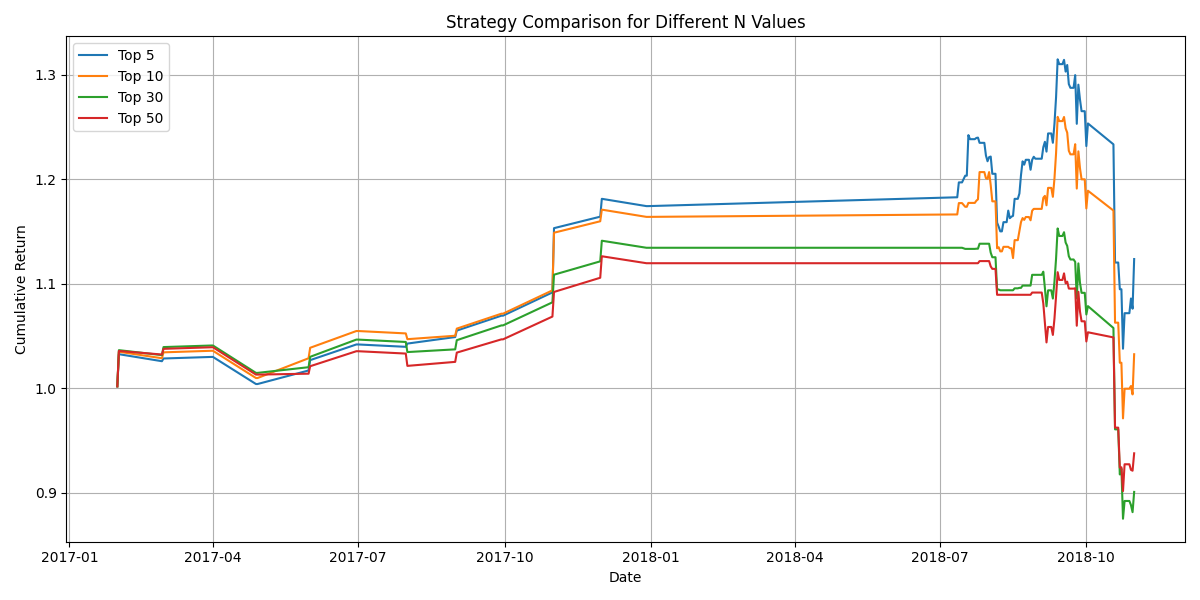 Strategy Comparison for Different N Values
Top 5
Top 10
Top 30
Top 50
Cumulative Return
1.3
1.2
1.1
1.0
0.9
2017-01
2017-04
2017-07
2017-10
2018-01
2018-04
2018-07
2018-10
Date